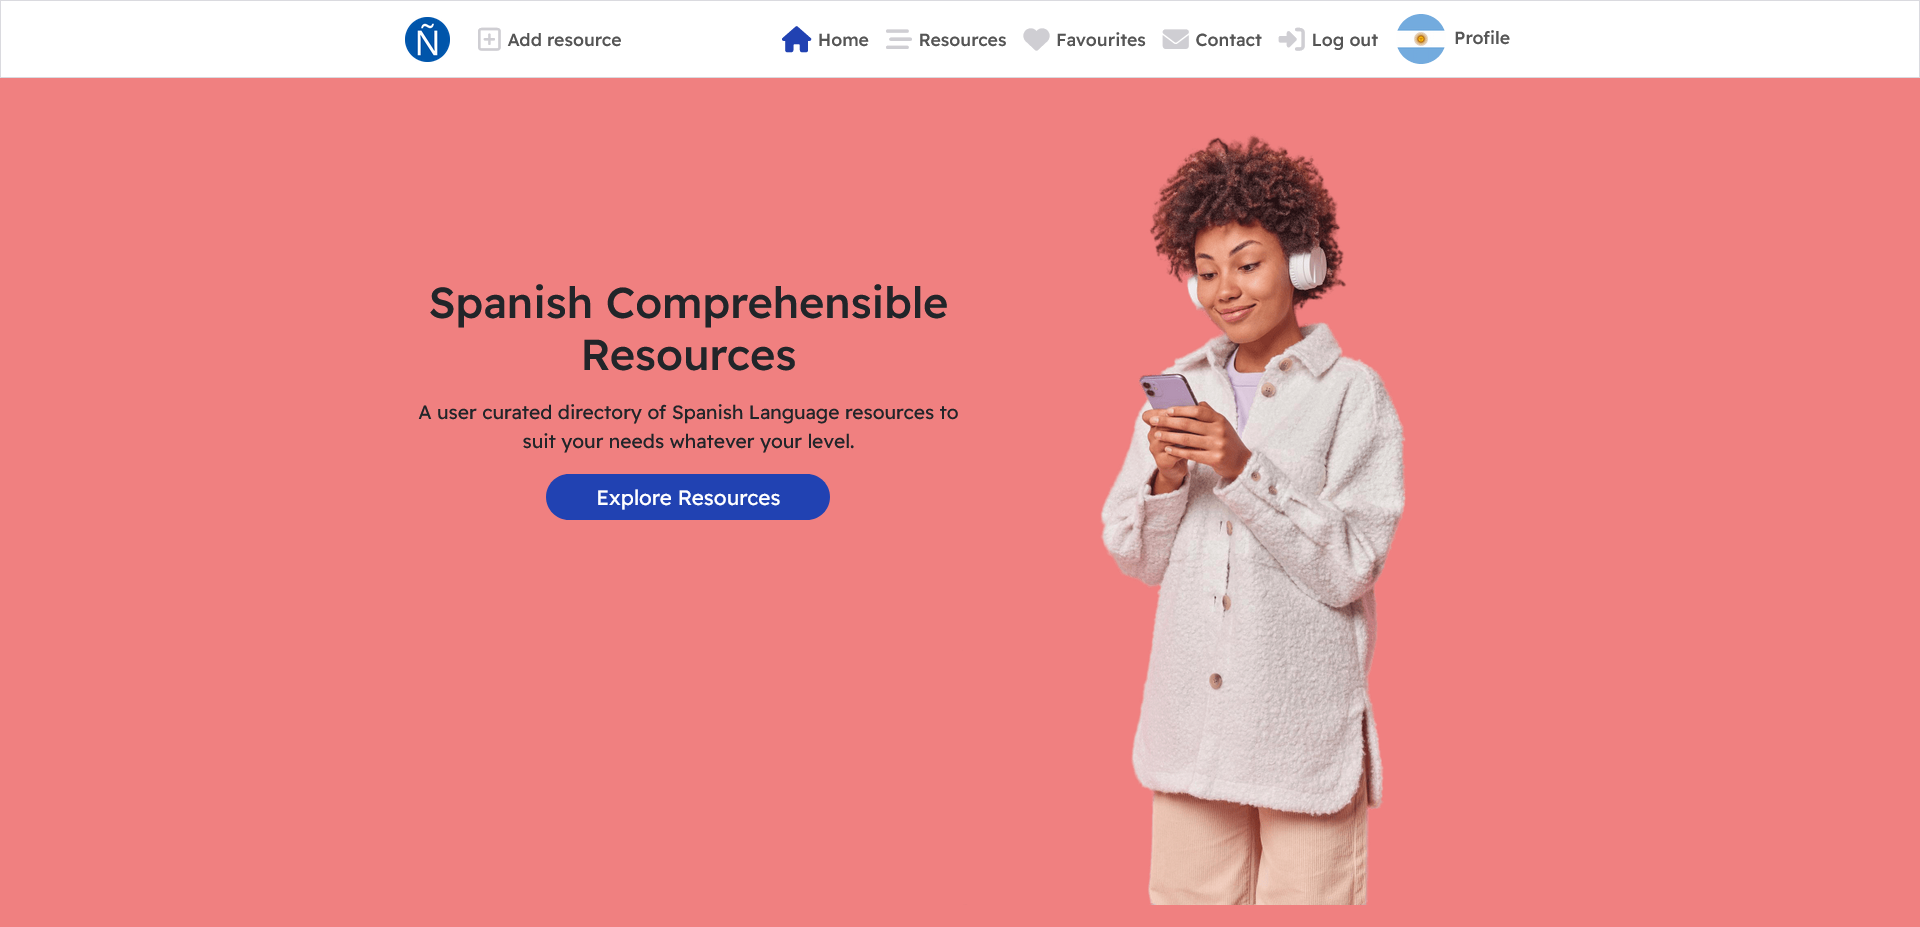 Ñ
Add resource
Home
Resources
Favourites
Contact
Log out
Profile
Spanish Comprehensible
Resources
A user curated directory of Spanish Language resources to
suit your needs whatever your level.
Explore Resources